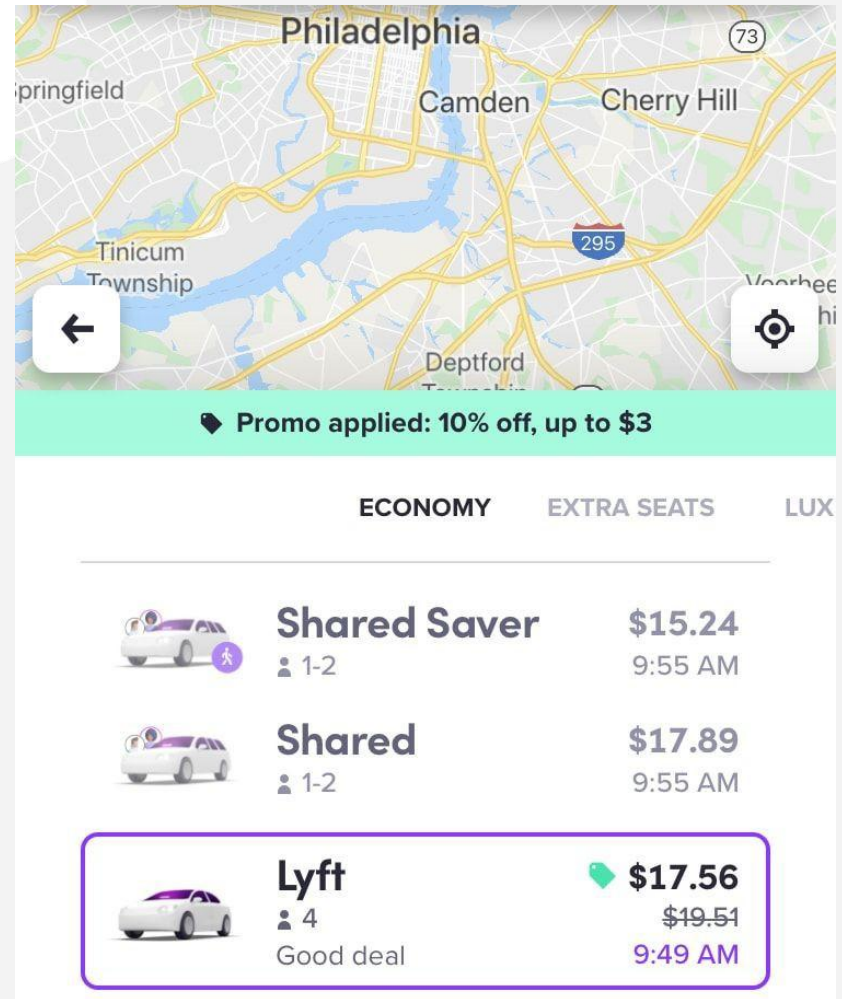 Philadelphia
73
Camden
Cherry Hill
Tinicum
Township
295
Deptford
Promo applied: 10% off, up to $3
ECONOMY EXTRA SEATS LUX
Shared Saver $15.24
1-2 9:55 AM
Shared $17.89
1-2 9:55 AM
Lyft $17.56
4 $19.51
Good deal 9:49 AM